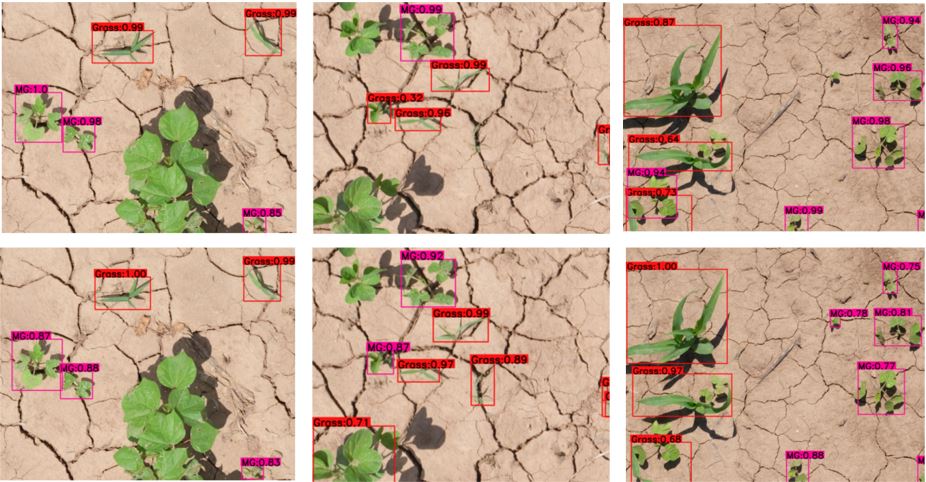 Grass:0.99
Grass:0.99
MG:1.0
MG:0.98
MG:0.85
MG:0.99
Grass:0.99
Grass:0.32
Grass:0.96
Gr
Grass:0.87
MG:0.94
MG:0.96
Grass:0.64
MG:0.98
MG:0.94
Grass:0.73
MG:0.99
M
Grass:1.00
Grass:0.99
MG:0.87
MG:0.88
MG:0.83
MG:0.92
Grass:0.99
MG:0.87
Grass:0.97
Grass:0.89
Grass:0.71
Grass:1.00
MG:0.75
MG:0.78
MG:0.81
Grass:0.97
MG:0.77
Grass:0.68
MG:0.88
M